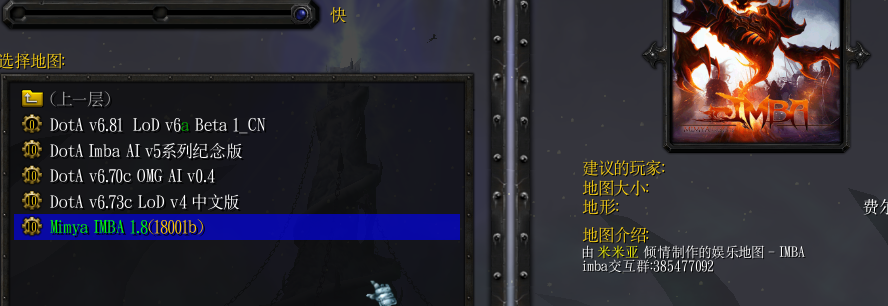 快
选择地图:
(上一层)
DotA v6.81 LoD v6a Beta 1_CN
DotA Imba AI v5系列纪念版
DotA v6.70c OMG AI v0.4
DotA v6.73c LoD v4 中文版
Mimya IMBA 1.8(18001b)
IMBA
建议的玩家:
地图大小:
地形: 费尔
地图介绍:
由 米米亚 倾情制作的娱乐地图 - IMBA
imba交互群:385477092